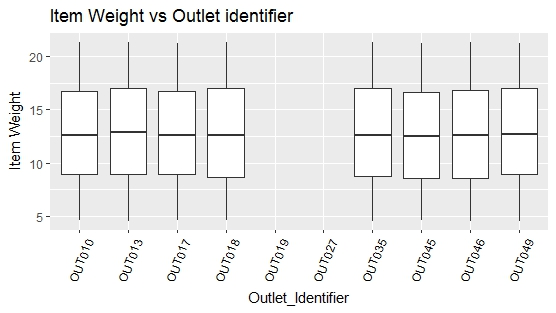 Item Weight vs Outlet identifier
Item Weight
20
15
10
5
OUT010
OUT013
OUT017
OUT018
OUT019
OUT027
OUT035
OUT045
OUT046
OUT049
Outlet_Identifier